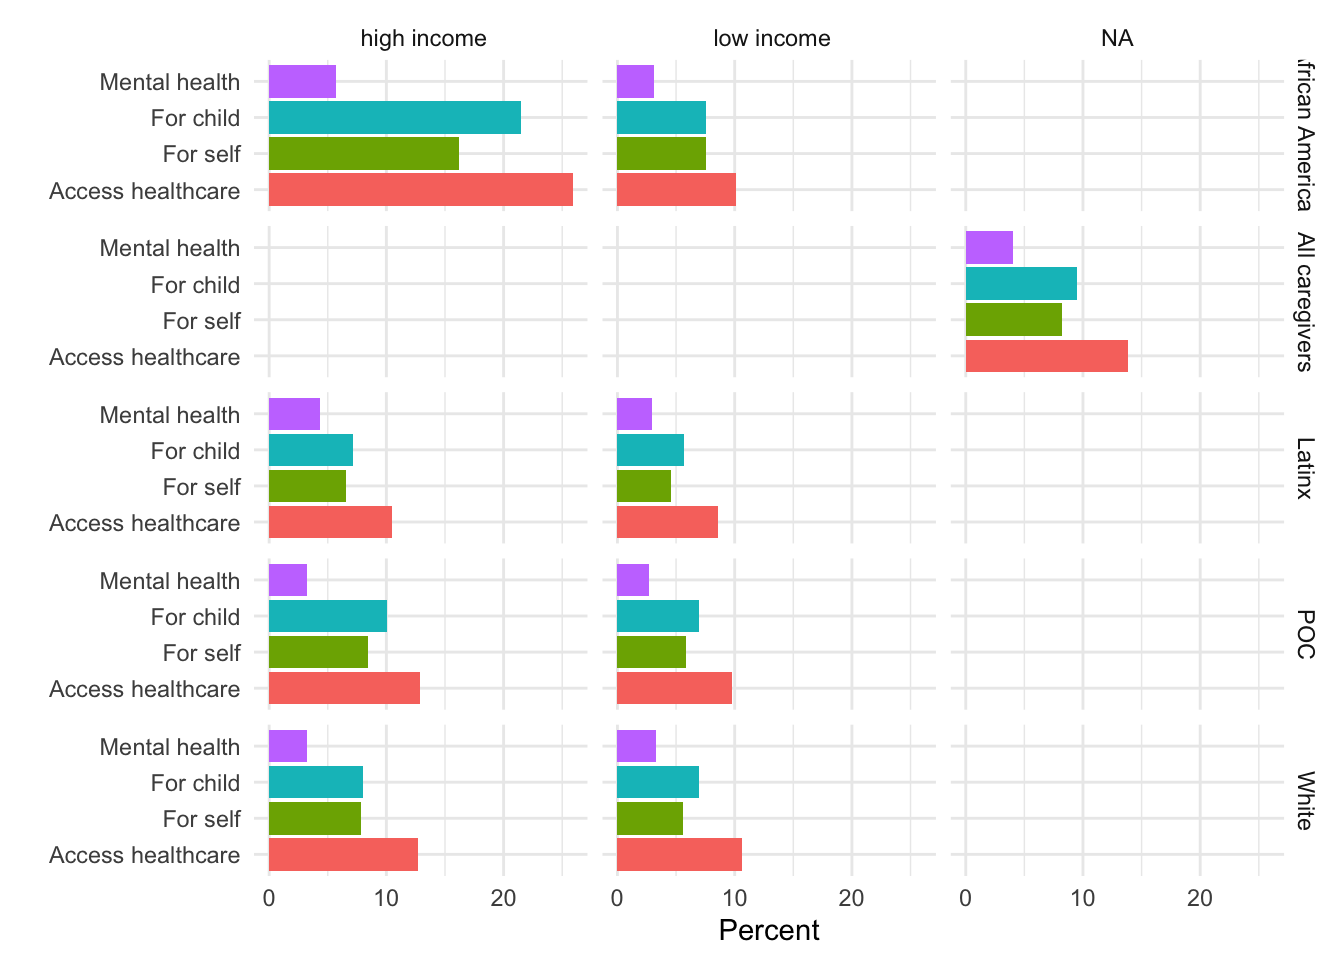 high income low income NA
Mental health
For child
For self
Access healthcare
frican America
Mental health
For child
For self
Access healthcare
All caregivers
Mental health
For child
For self
Access healthcare
Latinx
Mental health
For child
For self
Access healthcare
POC
Mental health
For child
For self
Access healthcare
White
0 10 20 0 10 20 0 10 20
Percent